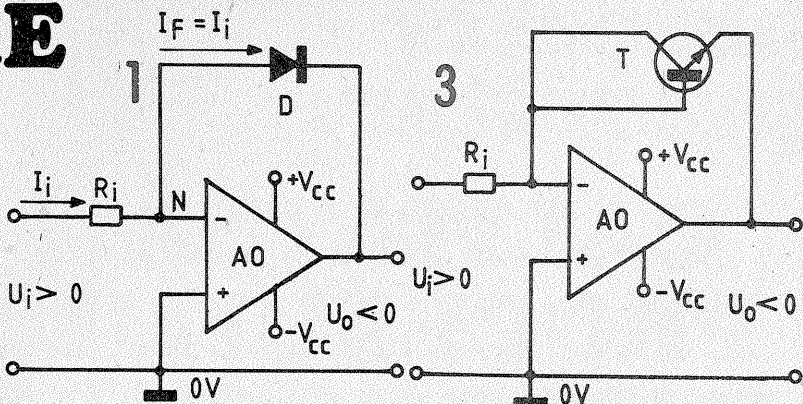 E
1
I_F = I_i
D
I_i
R_i
N
+V_CC
-
AO
+
-V_CC
U_i > 0
U_o < 0
0V
3
T
R_i
+V_CC
-
AO
+
-V_CC
U_i > 0
U_o < 0
0V